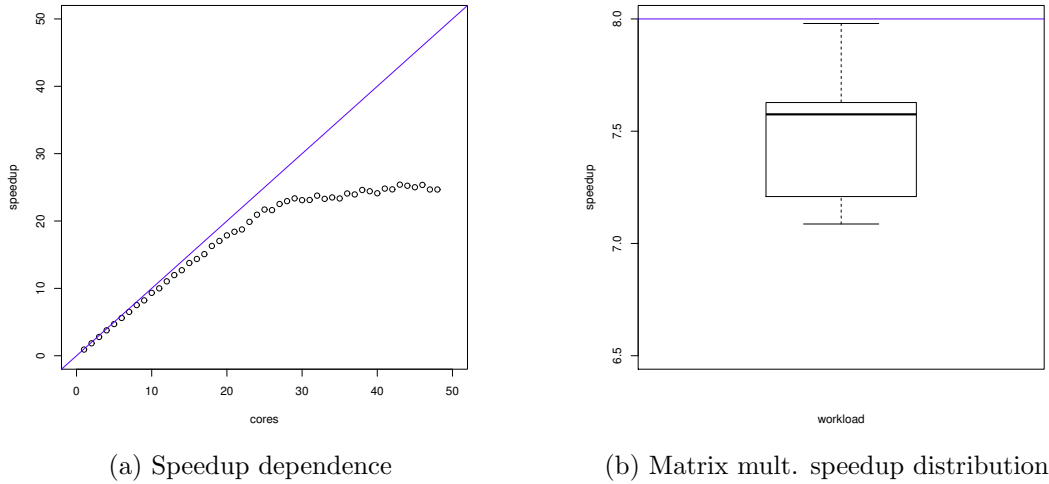 speedup
50
40
30
20
10
0
0 10 20 30 40 50
cores
(a) Speedup dependence
speedup
8.0
7.5
7.0
6.5
workload
(b) Matrix mult. speedup distribution